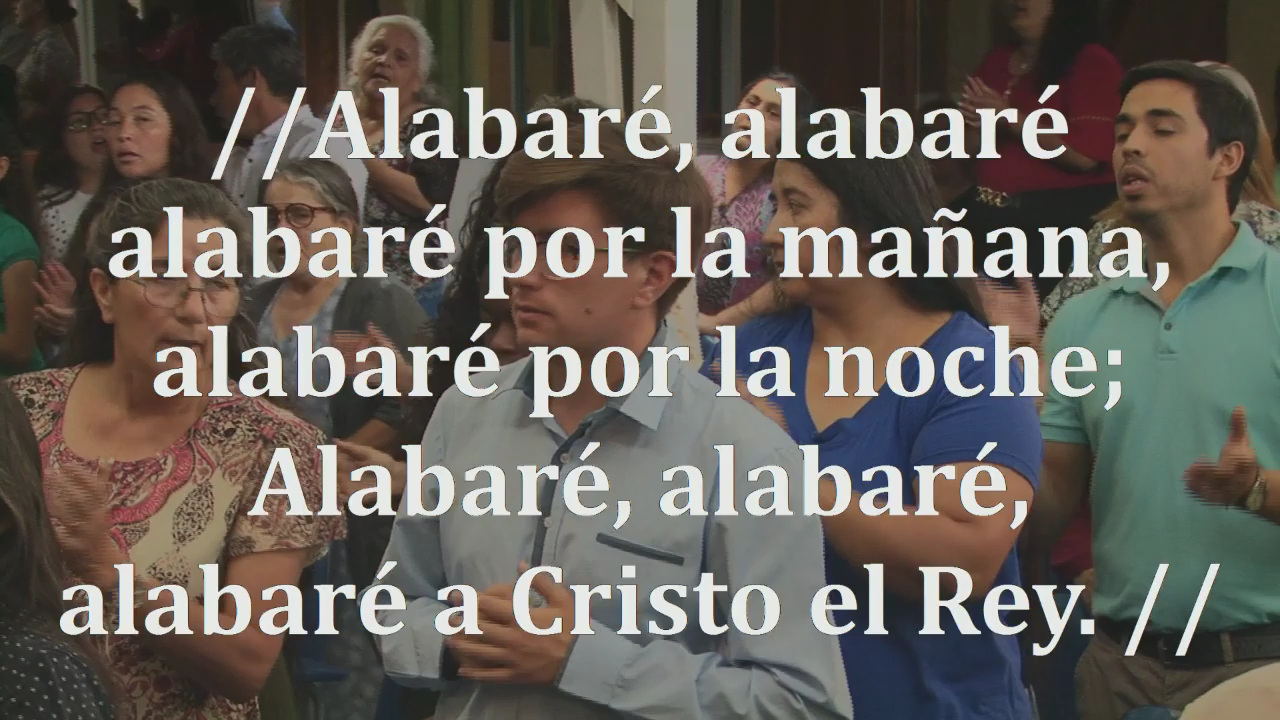 //Alabaré, alabaré
alabaré por la mañana,
alabaré por la noche;
Alabaré, alabaré,
alabaré a Cristo el Rey. //